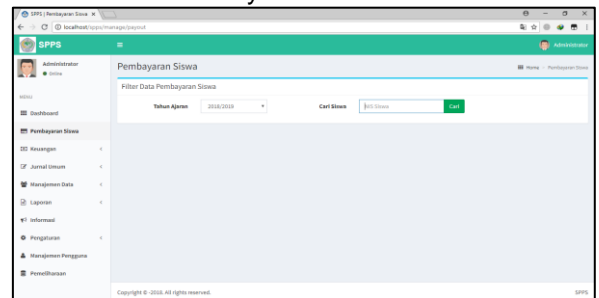 SPPS | Pembayaran Siswa
localhost/spps/manage/payout
SPPS
Administrator
Administrator
Online
MENU
Dashboard
Pembayaran Siswa
Keuangan
Jurnal Umum
Manajemen Data
Laporan
Informasi
Pengaturan
Manajemen Pengguna
Pemeliharaan
Pembayaran Siswa
Home > Pembayaran Siswa
Filter Data Pembayaran Siswa
Tahun Ajaran 2018/2019 Cari Siswa NIS Siswa Cari
Copyright © -2018. All rights reserved.
SPPS